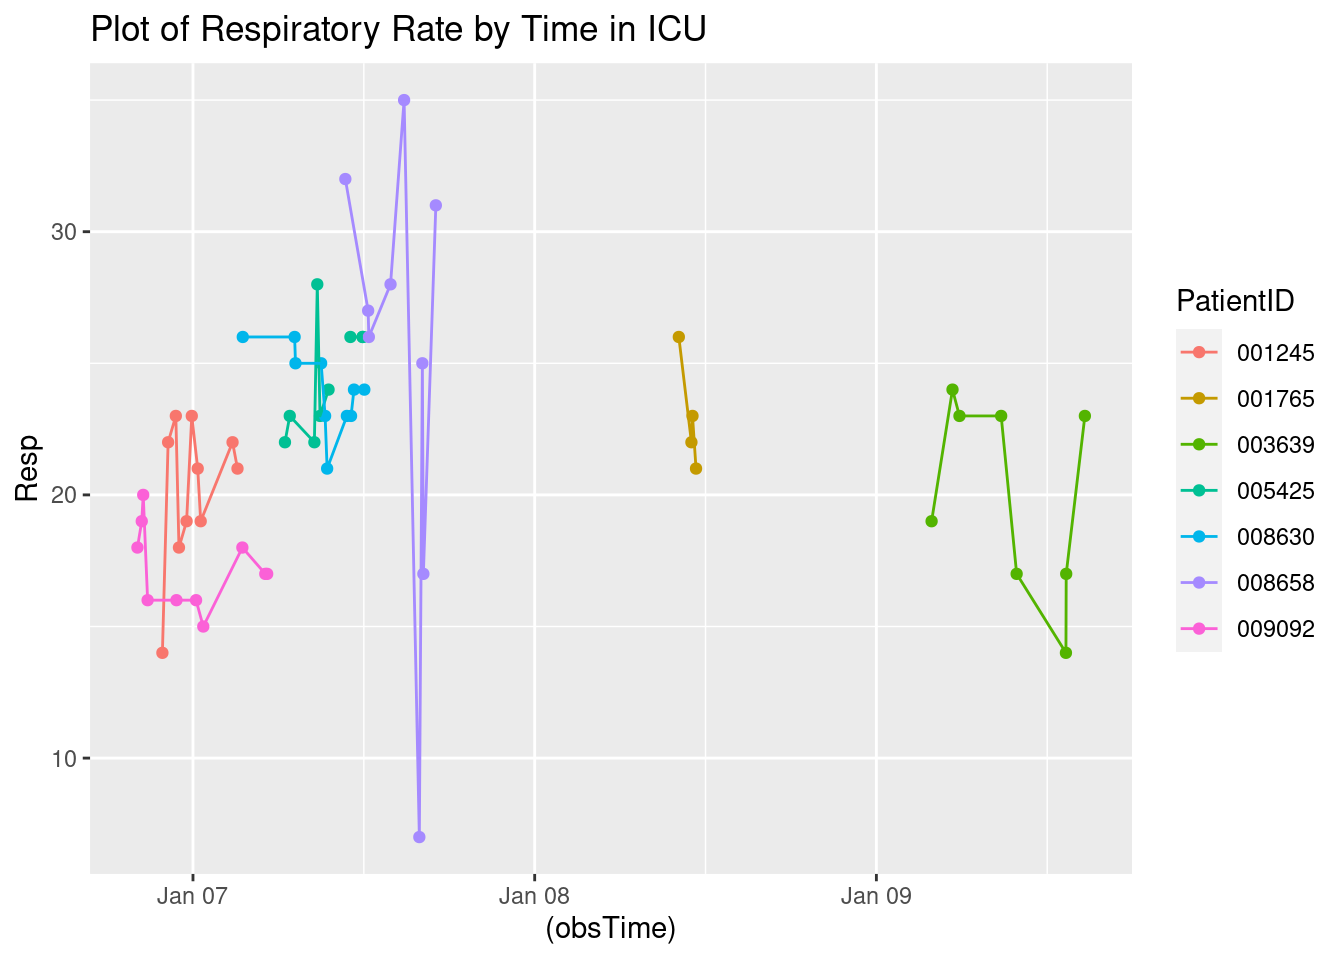 Plot of Respiratory Rate by Time in ICU
Resp
30
20
10
Jan 07
Jan 08
Jan 09
(obsTime)
PatientID
001245
001765
003639
005425
008630
008658
009092